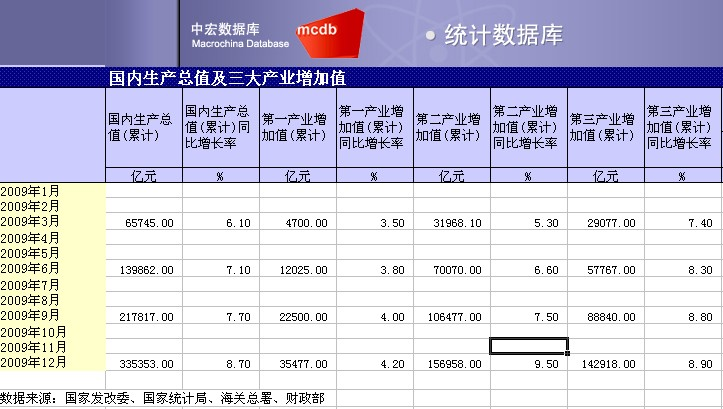 中宏数据库
Macrochina Database
mcdb
•统计数据库
国内生产总值及三大产业增加值
国内生产总值(累计) 国内生产总值(累计)同比增长率 第一产业增加值(累计) 第一产业增加值(累计)同比增长率 第二产业增加值(累计) 第二产业增加值(累计)同比增长率 第三产业增加值(累计) 第三产业增加值(累计)同比增长率
亿元 % 亿元 % 亿元 % 亿元 %
2009年1月
2009年2月
2009年3月 65745.00 6.10 4700.00 3.50 31968.10 5.30 29077.00 7.40
2009年4月
2009年5月
2009年6月 139862.00 7.10 12025.00 3.80 70070.00 6.60 57767.00 8.30
2009年7月
2009年8月
2009年9月 217817.00 7.70 22500.00 4.00 106477.00 7.50 88840.00 8.80
2009年10月
2009年11月
2009年12月 335353.00 8.70 35477.00 4.20 156958.00 9.50 142918.00 8.90
数据来源：国家发改委、国家统计局、海关总署、财政部